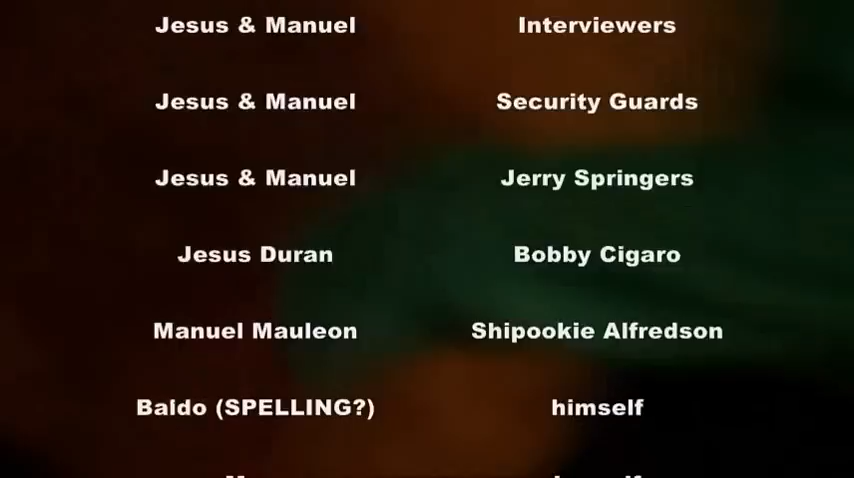 Jesus & Manuel Interviewers
Jesus & Manuel Security Guards
Jesus & Manuel Jerry Springers
Jesus Duran Bobby Cigaro
Manuel Mauleon Shipookie Alfredson
Baldo (SPELLING?) himself